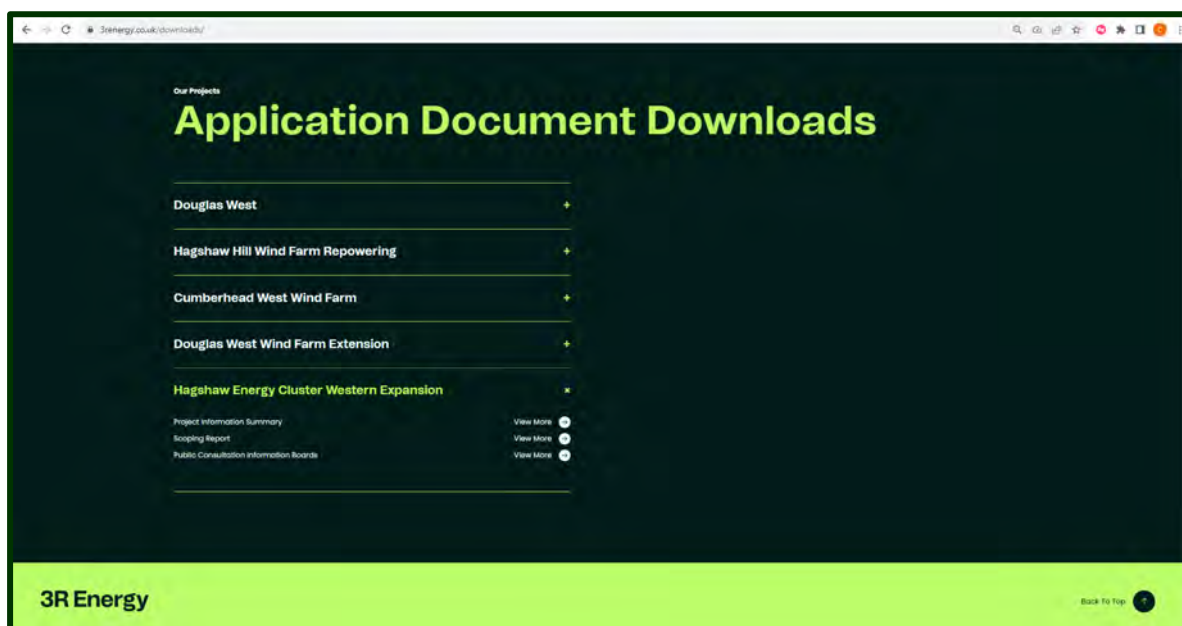 3renergy.co.uk/downloads/
Our Projects
Application Document Downloads
Douglas West +
Hagshaw Hill Wind Farm Repowering +
Cumberhead West Wind Farm +
Douglas West Wind Farm Extension +
Hagshaw Energy Cluster Western Expansion ×
Project Information Summary View More
Scoping Report View More
Public Consultation Information Boards View More
3R Energy
Back To Top